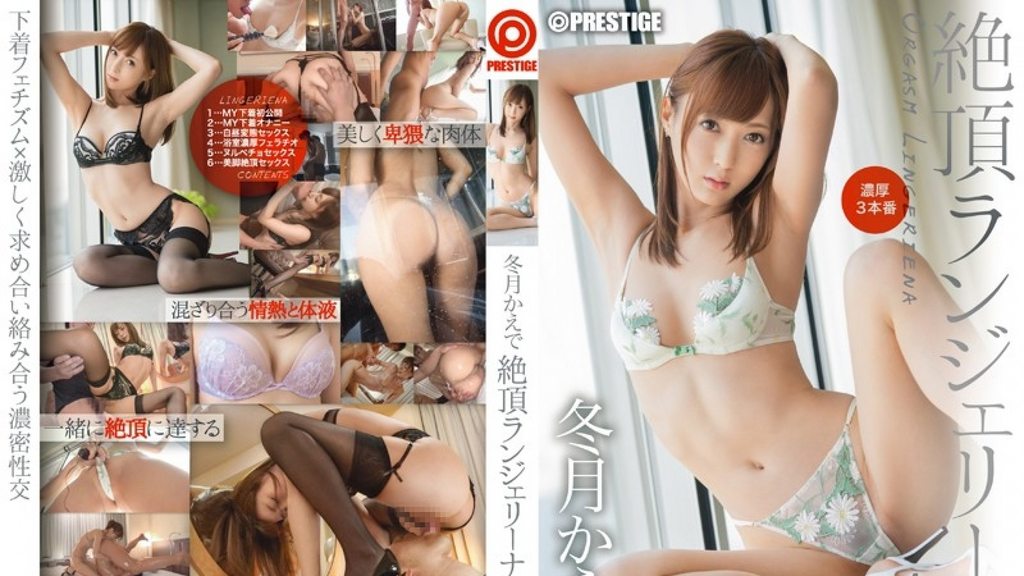 下着フェチズム×激しく求め合い絡み合う濃密性交
LINGERIENA
1…MY下着初公開
2…MY下着オナニー
3…白昼変態セックス
4…浴室濃厚フェラチオ
5…ヌルベチョセックス
6…美脚絶頂セックス
CONTENTS
美しく卑猥な肉体
混ざり合う情熱と体液
一緒に絶頂に達する
PRESTIGE
冬月かえで 絶頂ランジェリーナ
PRESTIGE
絶頂ランジェリー
ORGASM LINGERIENA
濃厚
3本番
冬月か